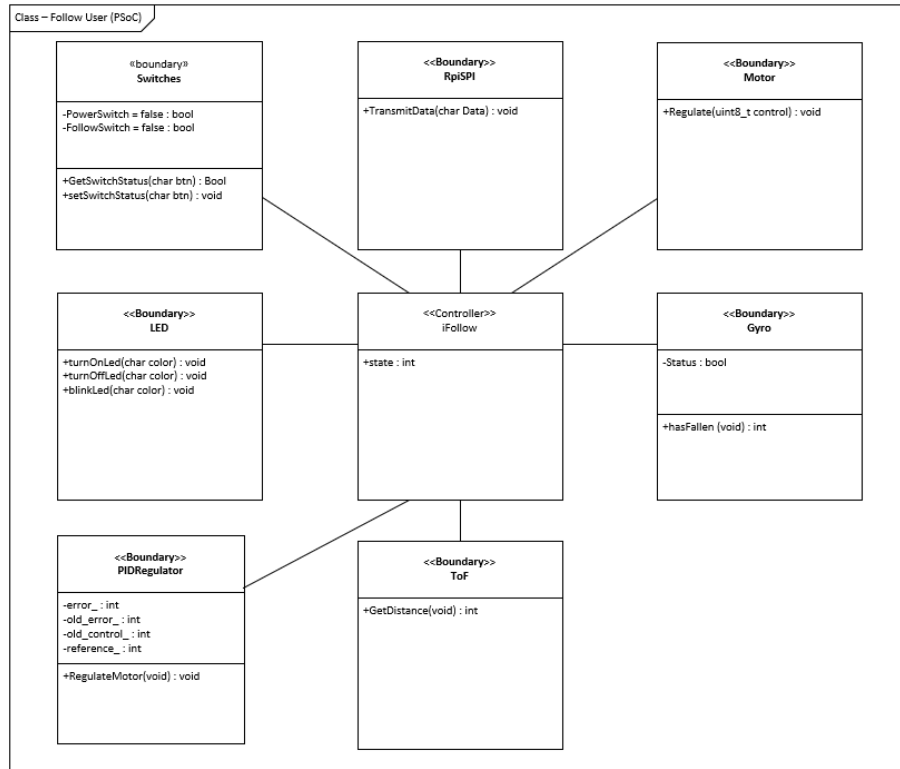 Class – Follow User (PSoC)
«boundary»
Switches
-PowerSwitch = false : bool
-FollowSwitch = false : bool
+GetSwitchStatus(char btn) : Bool
+setSwitchStatus(char btn) : void
<<Boundary>>
RpiSPI
+TransmitData(char Data) : void
<<Boundary>>
Motor
+Regulate(uint8_t control) : void
<<Boundary>>
LED
+turnOnLed(char color) : void
+turnOffLed(char color) : void
+blinkLed(char color) : void
<<Controller>>
iFollow
+state : int
<<Boundary>>
Gyro
-Status : bool
+hasFallen (void) : int
<<Boundary>>
PIDRegulator
-error_ : int
-old_error_ : int
-old_control_ : int
-reference_ : int
+RegulateMotor(void) : void
<<Boundary>>
ToF
+GetDistance(void) : int